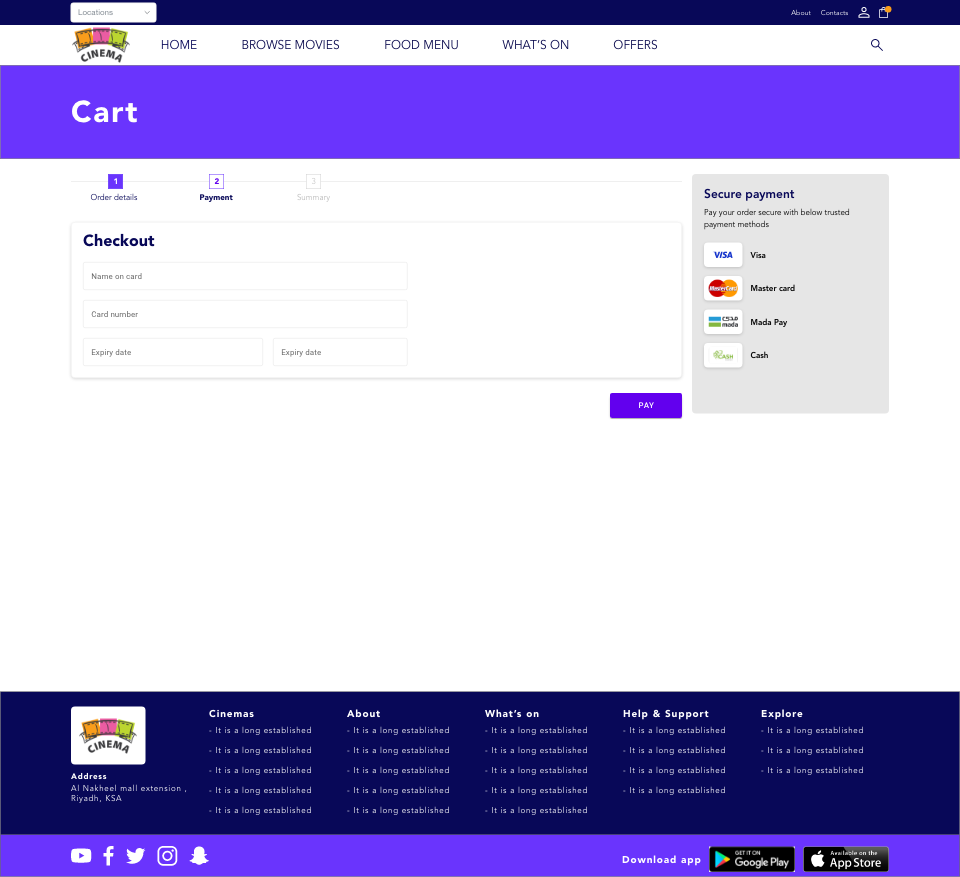 Locations
About
Contacts
CINEMA
HOME
BROWSE MOVIES
FOOD MENU
WHAT'S ON
OFFERS
Cart
1
2
3
Order details
Payment
Summary
Checkout
Name on card
Card number
Expiry date
Expiry date
PAY
Secure payment
Pay your order secure with below trusted
payment methods
VISA
Visa
MasterCard
Master card
مدى
mada
Mada Pay
CASH
Cash
CINEMA
Address
Al Nakheel mall extension ,
Riyadh, KSA
Cinemas
- It is a long established
- It is a long established
- It is a long established
- It is a long established
- It is a long established
About
- It is a long established
- It is a long established
- It is a long established
- It is a long established
- It is a long established
What's on
- It is a long established
- It is a long established
- It is a long established
- It is a long established
- It is a long established
Help & Support
- It is a long established
- It is a long established
- It is a long established
- It is a long established
Explore
- It is a long established
- It is a long established
- It is a long established
Download app
GET IT ON
Google Play
Available on the
App Store